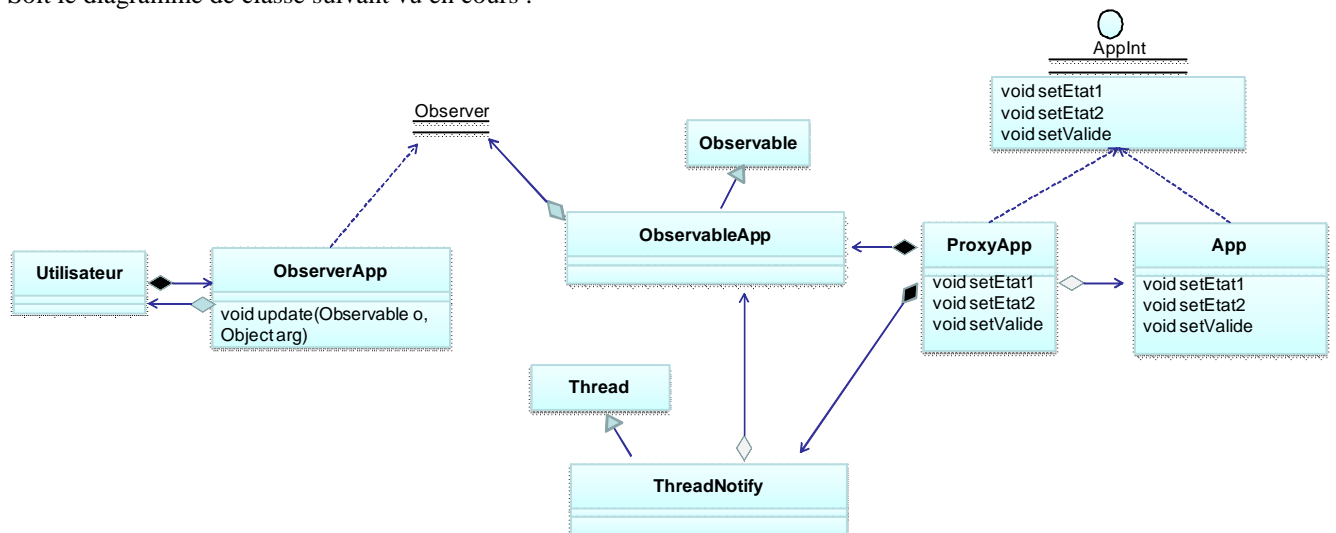 Soit le diagramme de classe suivant vu en cours :
AppInt
void setEtat1
void setEtat2
void setValide
Observer
Observable
ObservableApp
ProxyApp
void setEtat1
void setEtat2
void setValide
App
void setEtat1
void setEtat2
void setValide
Utilisateur
ObserverApp
void update(Observable o,
Object arg)
Thread
ThreadNotify